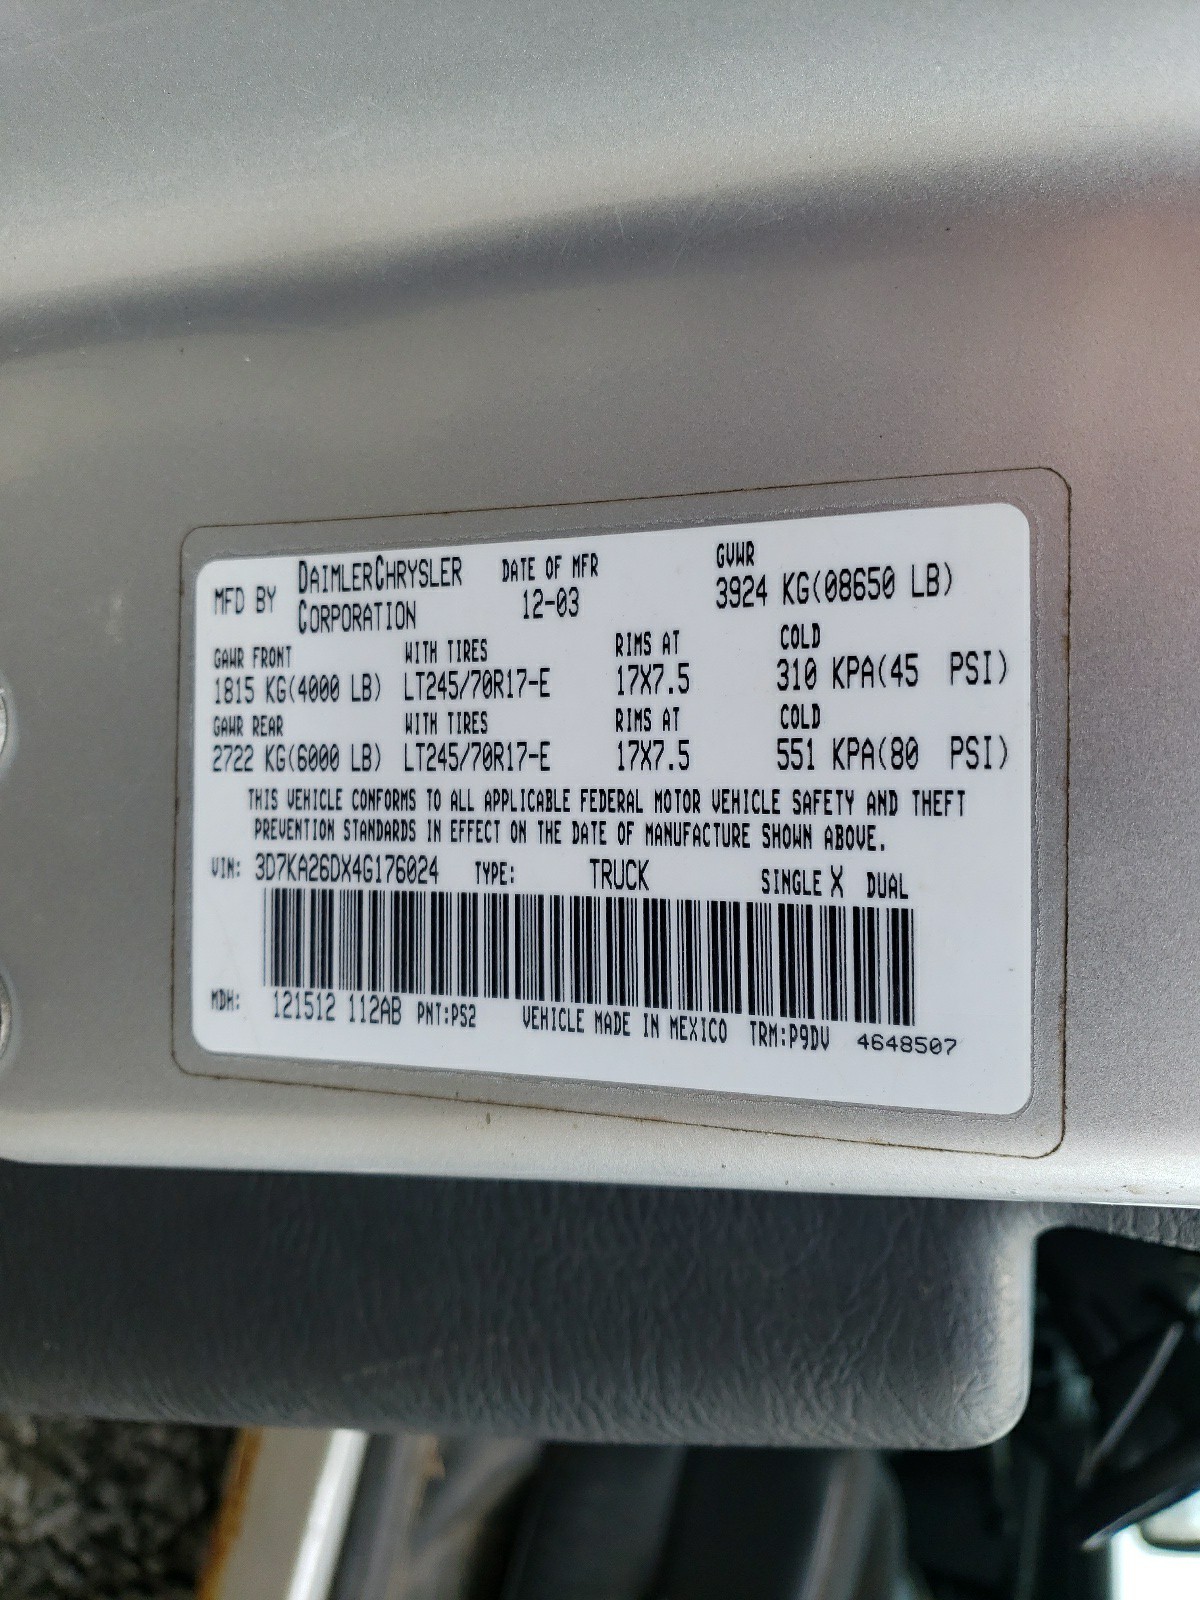 MFD BY DAIMLERCHRYSLER CORPORATION DATE OF MFR 12-03 GVWR 3924 KG(08650 LB)
GAWR FRONT WITH TIRES RIMS AT COLD
1815 KG(4000 LB) LT245/70R17-E 17X7.5 310 KPA(45 PSI)
GAWR REAR WITH TIRES RIMS AT COLD
2722 KG(6000 LB) LT245/70R17-E 17X7.5 551 KPA(80 PSI)
THIS VEHICLE CONFORMS TO ALL APPLICABLE FEDERAL MOTOR VEHICLE SAFETY AND THEFT
PREVENTION STANDARDS IN EFFECT ON THE DATE OF MANUFACTURE SHOWN ABOVE.
VIN: 3D7KA26DX4G176024 TYPE: TRUCK SINGLE X DUAL
MDH: 121512 112AB PNT:PS2 VEHICLE MADE IN MEXICO TRM:P9DV 4648507